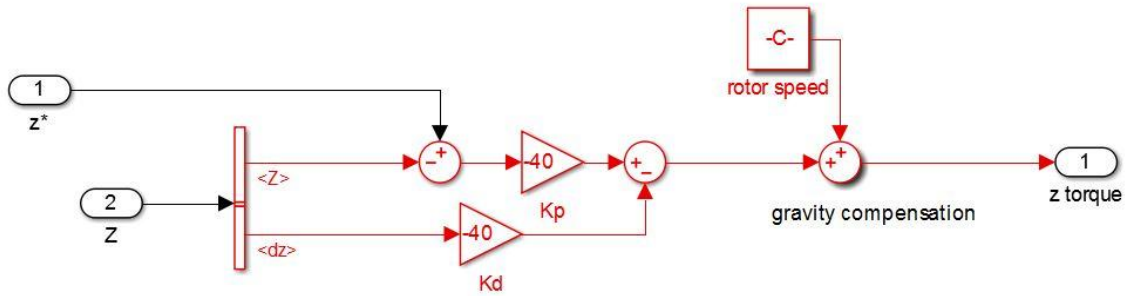 -C-
rotor speed
1
z*
-40
Kp
<Z>
gravity compensation
1
z torque
2
Z
-40
Kd
<dz>